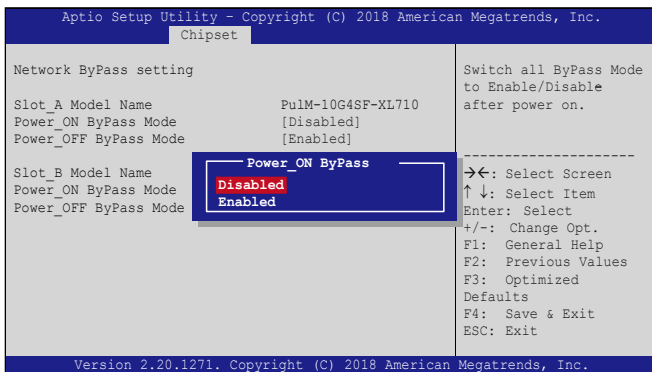 Aptio Setup Utility – Copyright (C) 2018 American Megatrends, Inc.
Chipset
Network ByPass setting
Slot_A Model Name PulM-10G4SF-XL710
Power_ON ByPass Mode [Disabled]
Power_OFF ByPass Mode [Enabled]
Slot_B Model Name
Power_ON ByPass Mode
Power_OFF ByPass Mode
Power_ON ByPass
Disabled
Enabled
Switch all ByPass Mode
to Enable/Disable
after power on.
---------------------
→←: Select Screen
↑ ↓: Select Item
Enter: Select
+/-: Change Opt.
F1: General Help
F2: Previous Values
F3: Optimized
Defaults
F4: Save & Exit
ESC: Exit
Version 2.20.1271. Copyright (C) 2018 American Megatrends, Inc.